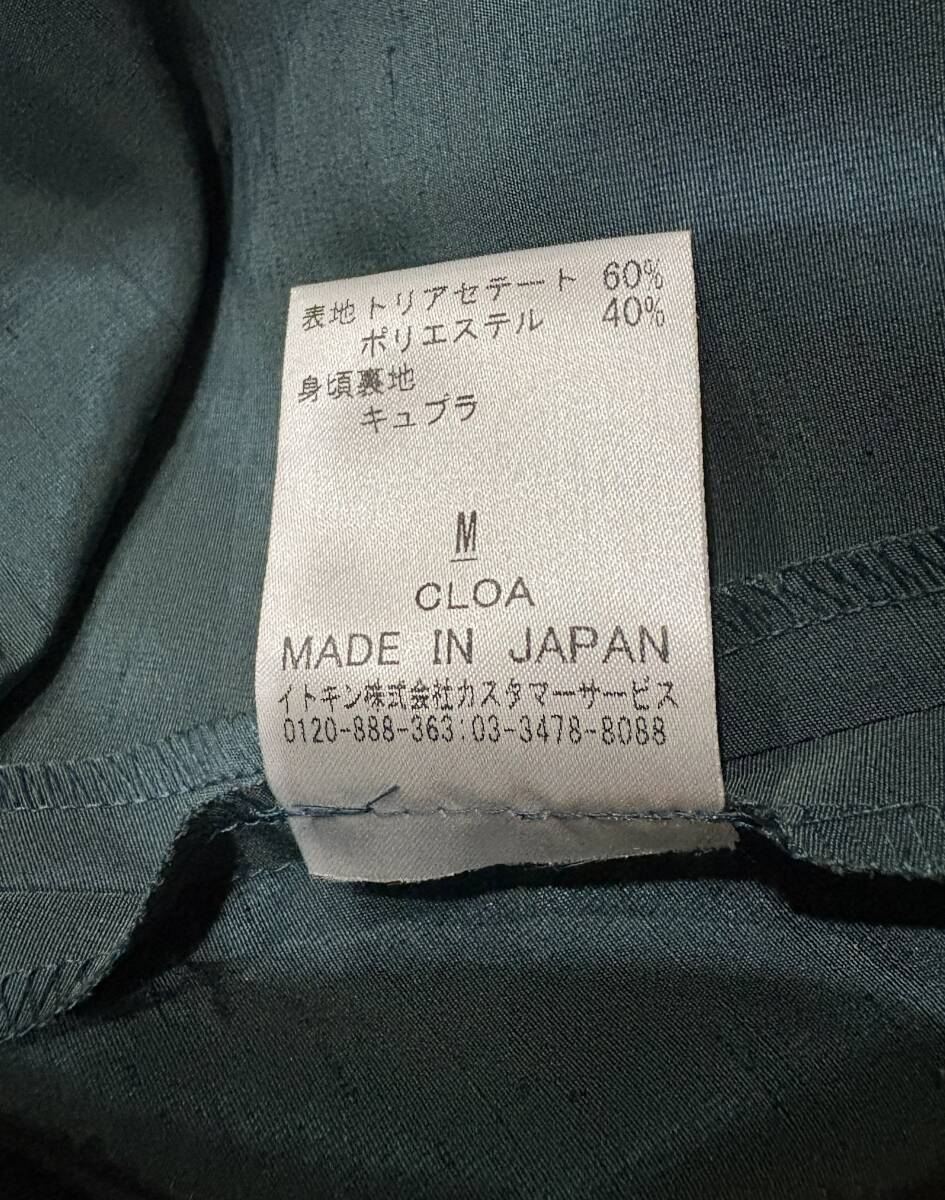 表地トリアセテート 60%
ポリエステル 40%
身頃裏地
キュプラ
M
CLOA
MADE IN JAPAN
イトキン株式会社カスタマーサービス
0120-888-363:03-3478-8088